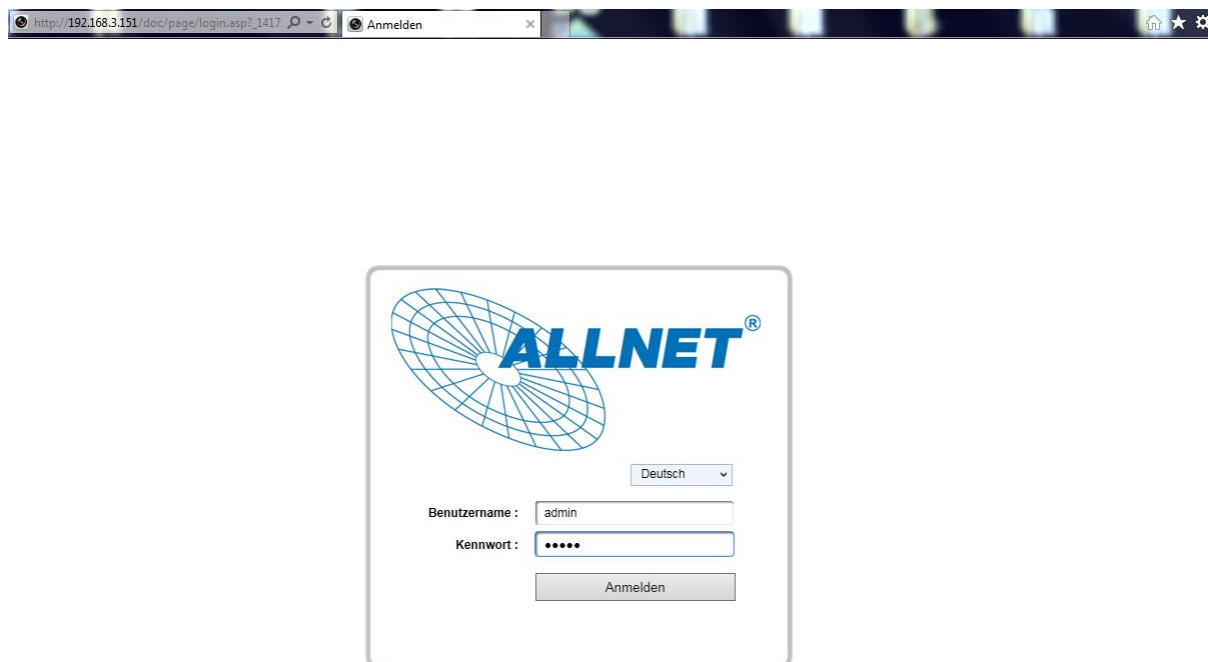 http://192.168.3.151/doc/page/login.asp?_1417
Anmelden
ALLNET®
Deutsch
Benutzername :
admin
Kennwort :
•••••
Anmelden